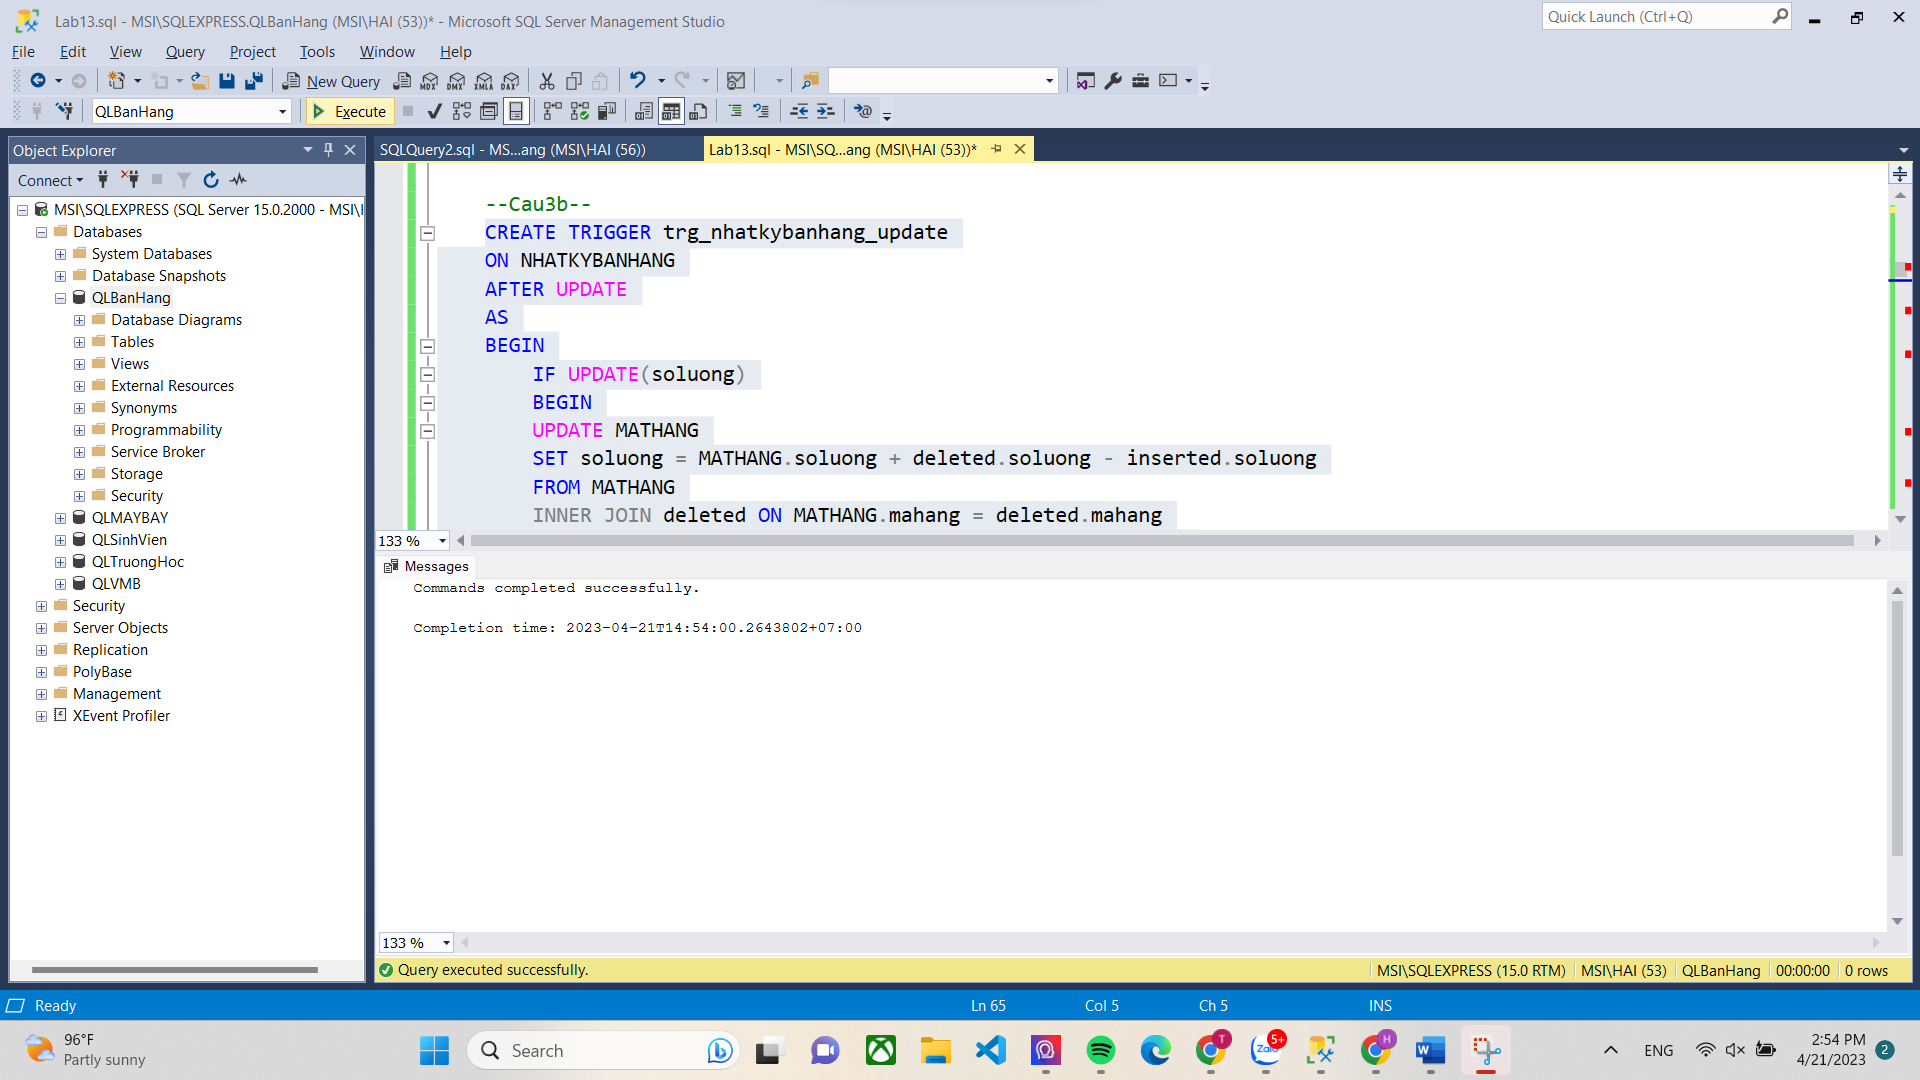 Lab13.sql - MSI\SQLEXPRESS.QLBanHang (MSI\HAI (53))* - Microsoft SQL Server Management Studio
Quick Launch (Ctrl+Q)
File Edit View Query Project Tools Window Help
New Query
MDX DMX XMLA DAX
QLBanHang
Execute
Object Explorer
SQLQuery2.sql - MS...ang (MSI\HAI (56))
Lab13.sql - MSI\SQ...ang (MSI\HAI (53))*
Connect
MSI\SQLEXPRESS (SQL Server 15.0.2000 - MSI\
Databases
System Databases
Database Snapshots
QLBanHang
Database Diagrams
Tables
Views
External Resources
Synonyms
Programmability
Service Broker
Storage
Security
QLMAYBAY
QLSinhVien
QLTruongHoc
QLVMB
Security
Server Objects
Replication
PolyBase
Management
XEvent Profiler
--Cau3b--
CREATE TRIGGER trg_nhatkybanhang_update
ON NHATKYBANHANG
AFTER UPDATE
AS
BEGIN
IF UPDATE(soluong)
BEGIN
UPDATE MATHANG
SET soluong = MATHANG.soluong + deleted.soluong - inserted.soluong
FROM MATHANG
INNER JOIN deleted ON MATHANG.mahang = deleted.mahang
133 %
Messages
Commands completed successfully.
Completion time: 2023-04-21T14:54:00.2643802+07:00
133 %
Query executed successfully.
MSI\SQLEXPRESS (15.0 RTM) MSI\HAI (53) QLBanHang 00:00:00 0 rows
Ready
Ln 65 Col 5 Ch 5 INS
96°F
Partly sunny
Search
T
Zalo
5+
H
ENG
2:54 PM
4/21/2023
2